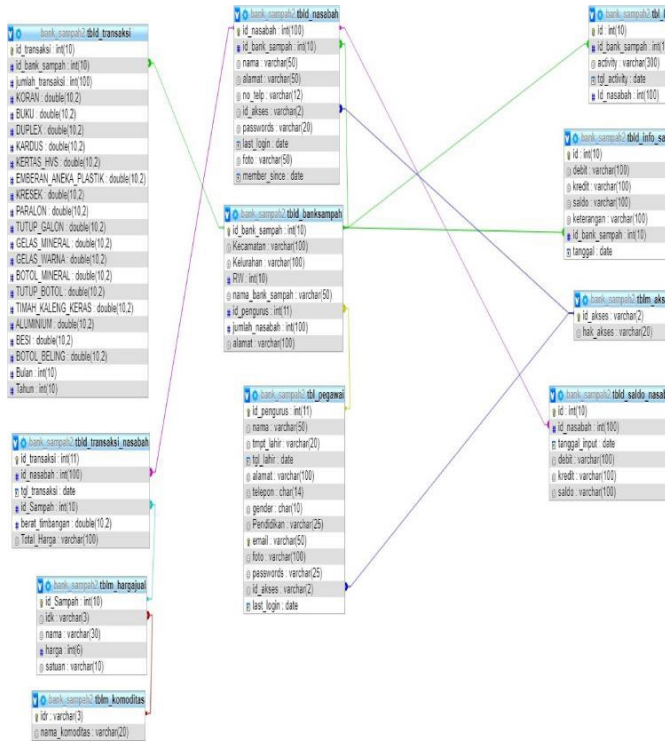 bank_sampah2.tbld_transaksi
id_transaksi : int(10)
id_bank_sampah : int(10)
jumlah_transaksi : int(100)
KORAN : double(10,2)
BUKU : double(10,2)
DUPLEX : double(10,2)
KARDUS : double(10,2)
KERTAS_HVS : double(10,2)
EMBERAN_ANEKA_PLASTIK : double(10,2)
KRESEK : double(10,2)
PARALON : double(10,2)
TUTUP_GALON : double(10,2)
GELAS_MINERAL : double(10,2)
GELAS_WARNA : double(10,2)
BOTOL_MINERAL : double(10,2)
TUTUP_BOTOL : double(10,2)
TIMAH_KALENG_KERAS : double(10,2)
ALUMINIUM : double(10,2)
BESI : double(10,2)
BOTOL_BELING : double(10,2)
Bulan : int(10)
Tahun : int(10)
bank_sampah2.tbld_transaksi_nasabah
id_transaksi : int(11)
id_nasabah : int(100)
tgl_transaksi : date
id_Sampah : int(10)
berat_timbangan : double(10,2)
Total_Harga : varchar(100)
bank_sampah2.tblm_hargajual
id_Sampah : int(10)
idk : varchar(3)
nama : varchar(30)
harga : int(6)
satuan : varchar(10)
bank_sampah2.tblm_komoditas
idr : varchar(3)
nama_komoditas : varchar(20)
bank_sampah2.tbld_nasabah
id_nasabah : int(100)
id_bank_sampah : int(10)
nama : varchar(50)
alamat : varchar(50)
no_telp : varchar(12)
id_akses : varchar(2)
passwords : varchar(20)
last_login : date
foto : varchar(50)
member_since : date
bank_sampah2.tbld_banksampah
id_bank_sampah : int(10)
Kecamatan : varchar(100)
Kelurahan : varchar(100)
RW : int(10)
nama_bank_sampah : varchar(50)
id_pengurus : int(11)
jumlah_nasabah : int(100)
alamat : varchar(100)
bank_sampah2.tbl_pegawai
id_pengurus : int(11)
nama : varchar(50)
tmpt_lahir : varchar(20)
tgl_lahir : date
alamat : varchar(100)
telepon : char(14)
gender : char(10)
Pendidikan : varchar(25)
email : varchar(50)
foto : varchar(100)
passwords : varchar(25)
id_akses : varchar(2)
last_login : date
bank_sampah2.tbl_
id : int(10)
id_bank_sampah : int(1
activity : varchar(300)
tgl_activity : date
Id_nasabah : int(100)
bank_sampah2.tbld_info_sa
id : int(10)
debit : varchar(100)
kredit : varchar(100)
saldo : varchar(100)
keterangan : varchar(100)
id_bank_sampah : int(10)
tanggal : date
bank_sampah2.tblm_aks
id_akses : varchar(2)
hak_akses : varchar(20)
bank_sampah2.tbld_saldo_nasab
id : int(10)
id_nasabah : int(100)
tanggal_input : date
debit : varchar(100)
kredit : varchar(100)
saldo : varchar(100)